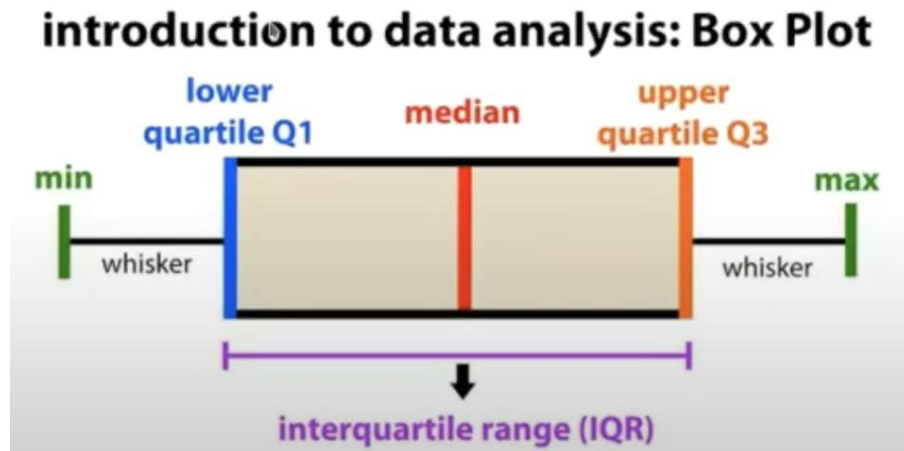 introduction to data analysis: Box Plot
lower
quartile Q1
median
upper
quartile Q3
min
max
whisker
whisker
interquartile range (IQR)